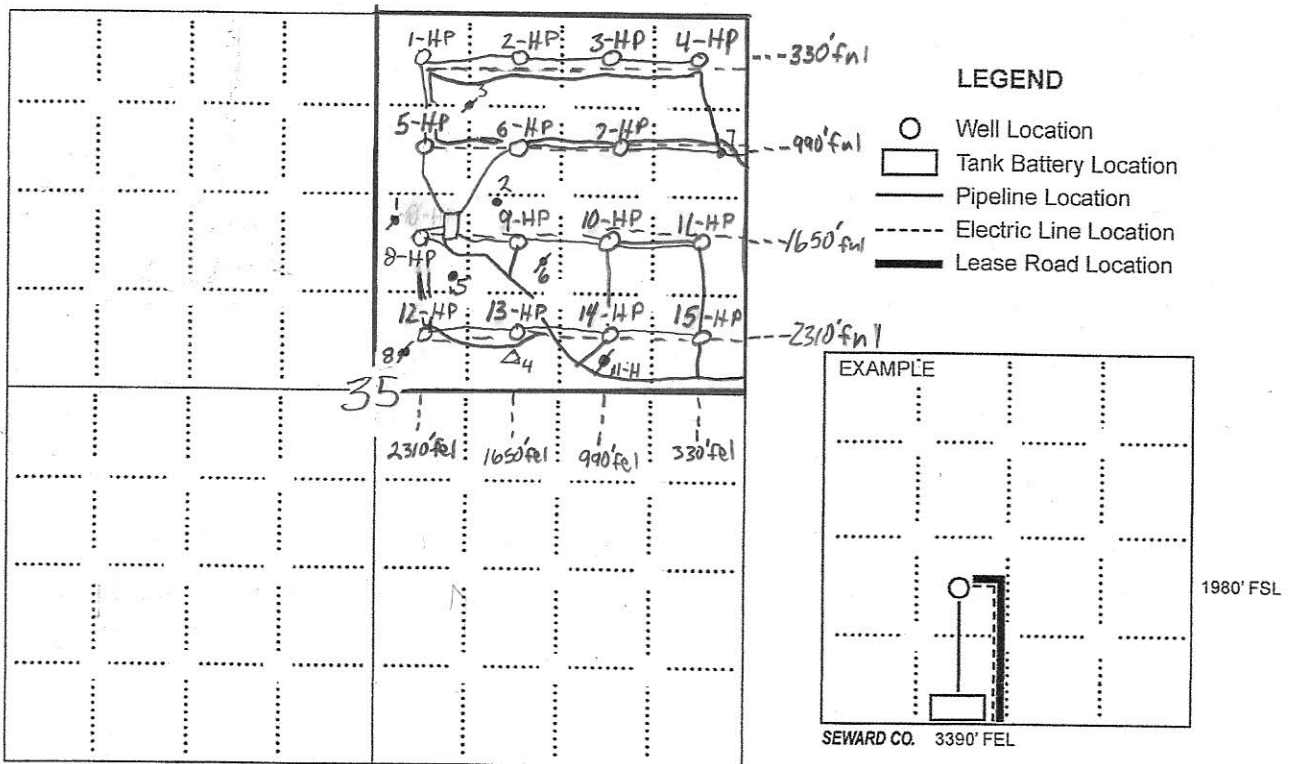 1-HP 2-HP 3-HP 4-HP 330'fnl
3
5-HP 6-HP 7-HP 7 990'fnl
2
1
9-HP 10-HP 11-HP 1650'fnl
8-HP
5 6
12-HP 13-HP 14-HP 15-HP 2310'fnl
8 4 11-H
35
2310'fel 1650'fel 990'fel 330'fel
LEGEND
Well Location
Tank Battery Location
Pipeline Location
Electric Line Location
Lease Road Location
EXAMPLE
1980' FSL
SEWARD CO. 3390' FEL